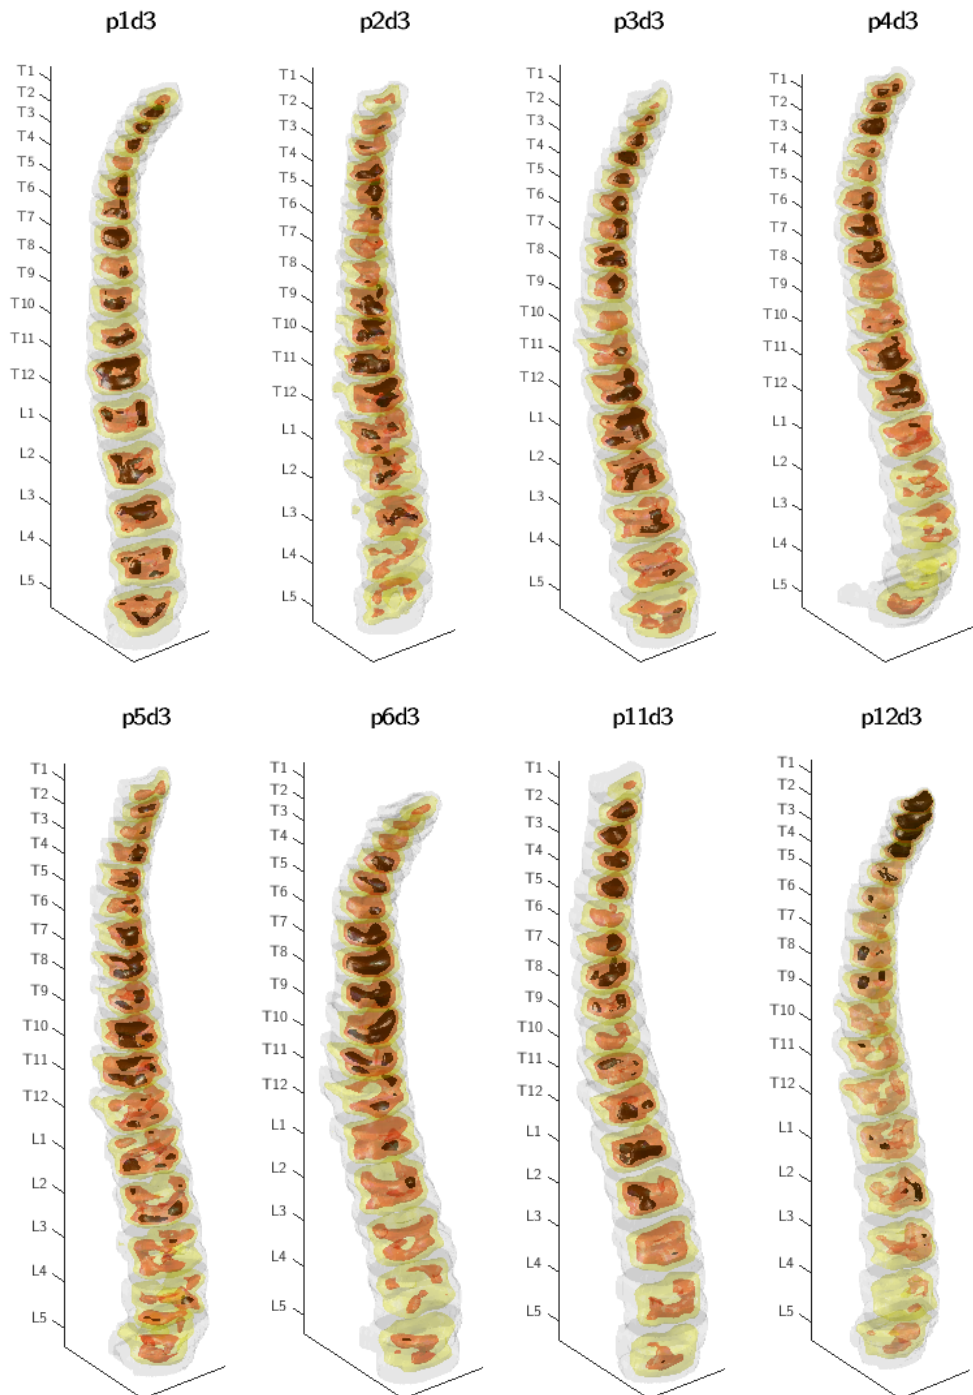 p1d3 p2d3 p3d3 p4d3
T1 T1 T1 T1
T2 T2 T2 T2
T3 T3 T3 T3
T4 T4 T4 T4
T5 T5 T5 T5
T6 T6 T6 T6
T7 T7 T7 T7
T8 T8 T8 T8
T9 T9 T9 T9
T10 T10 T10 T10
T11 T11 T11 T11
T12 T12 T12 T12
L1 L1 L1 L1
L2 L2 L2 L2
L3 L3 L3 L3
L4 L4 L4 L4
L5 L5 L5 L5
p5d3 p6d3 p11d3 p12d3
T1 T1 T1 T1
T2 T2 T2 T2
T3 T3 T3 T3
T4 T4 T4 T4
T5 T5 T5 T5
T6 T6 T6 T6
T7 T7 T7 T7
T8 T8 T8 T8
T9 T9 T9 T9
T10 T10 T10 T10
T11 T11 T11 T11
T12 T12 T12 T12
L1 L1 L1 L1
L2 L2 L2 L2
L3 L3 L3 L3
L4 L4 L4 L4
L5 L5 L5 L5